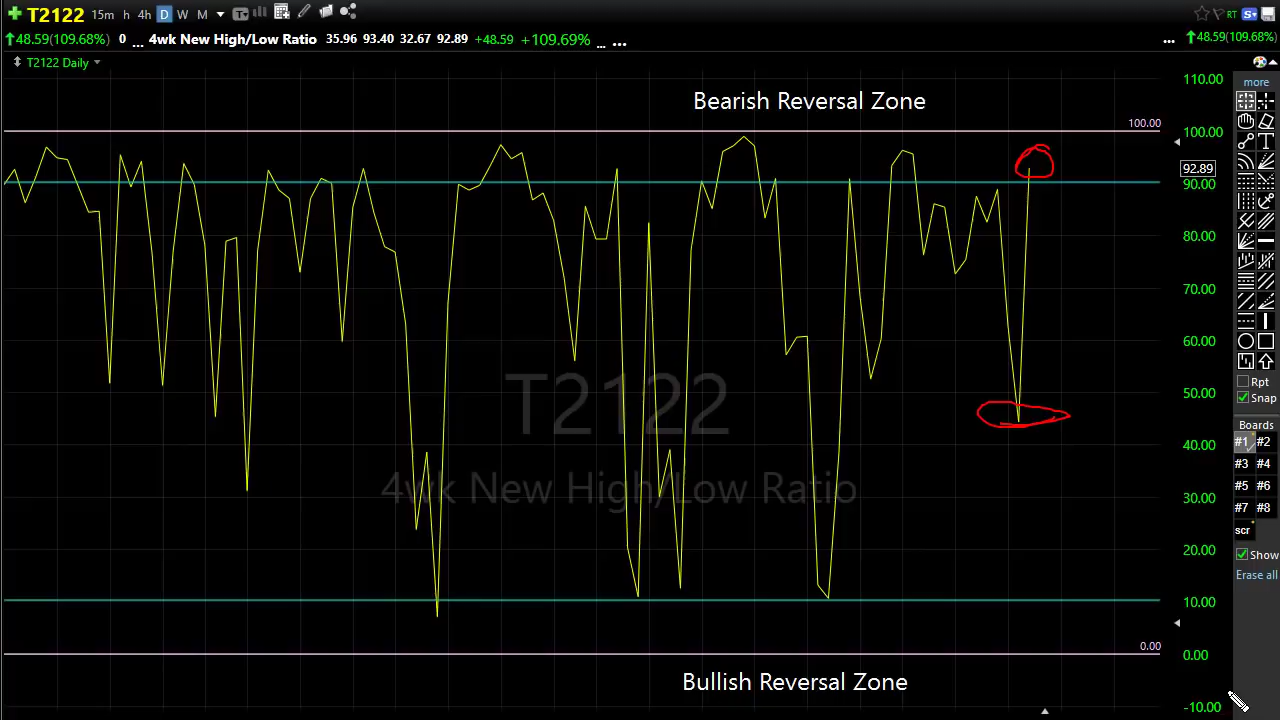 T2122 15m h 4h D W M RT
48.59(109.68%) 0 ... 4wk New High/Low Ratio 35.96 93.40 32.67 92.89 +48.59 +109.69% ... ... ... 48.59(109.68%)
T2122 Daily
more
110.00
Bearish Reversal Zone
100.00
100.00
92.89
90.00
80.00
70.00
60.00
50.00
40.00
30.00
20.00
10.00
0.00
0.00
-10.00
T2122
4wk New High/Low Ratio
Bullish Reversal Zone
T
Rpt
Snap
Boards
#1 #2
#3 #4
#5 #6
#7 #8
scr
Show
Erase all